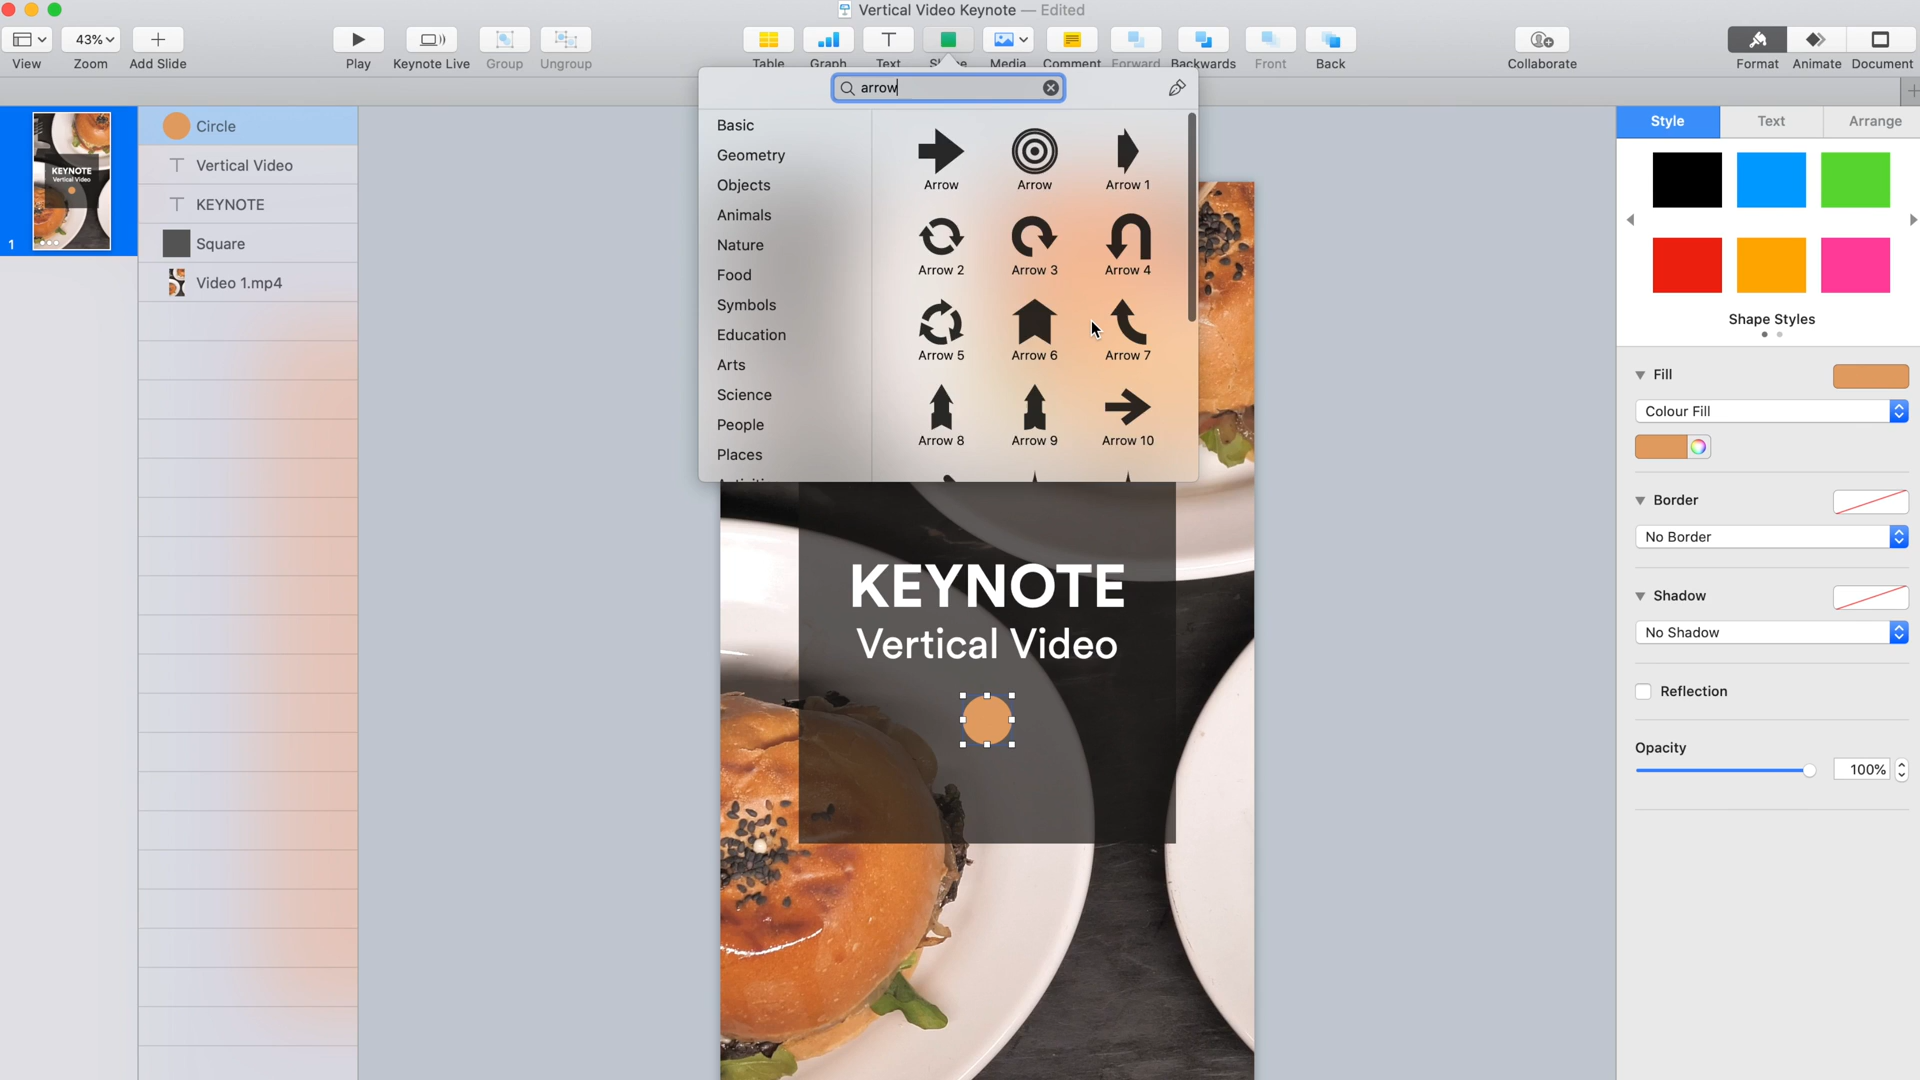 Vertical Video Keynote — Edited
43%
View
Zoom
Add Slide
Play
Keynote Live
Group
Ungroup
Table
Graph
Text
Media
Comment
Forward
Backwards
Front
Back
Collaborate
Format
Animate
Document
arrow
1
KEYNOTE
Vertical Video
Circle
Vertical Video
KEYNOTE
Square
Video 1.mp4
Basic
Geometry
Objects
Animals
Nature
Food
Symbols
Education
Arts
Science
People
Places
Arrow
Arrow
Arrow 1
Arrow 2
Arrow 3
Arrow 4
Arrow 5
Arrow 6
Arrow 7
Arrow 8
Arrow 9
Arrow 10
KEYNOTE
Vertical Video
Style
Text
Arrange
Shape Styles
Fill
Colour Fill
Border
No Border
Shadow
No Shadow
Reflection
Opacity
100%